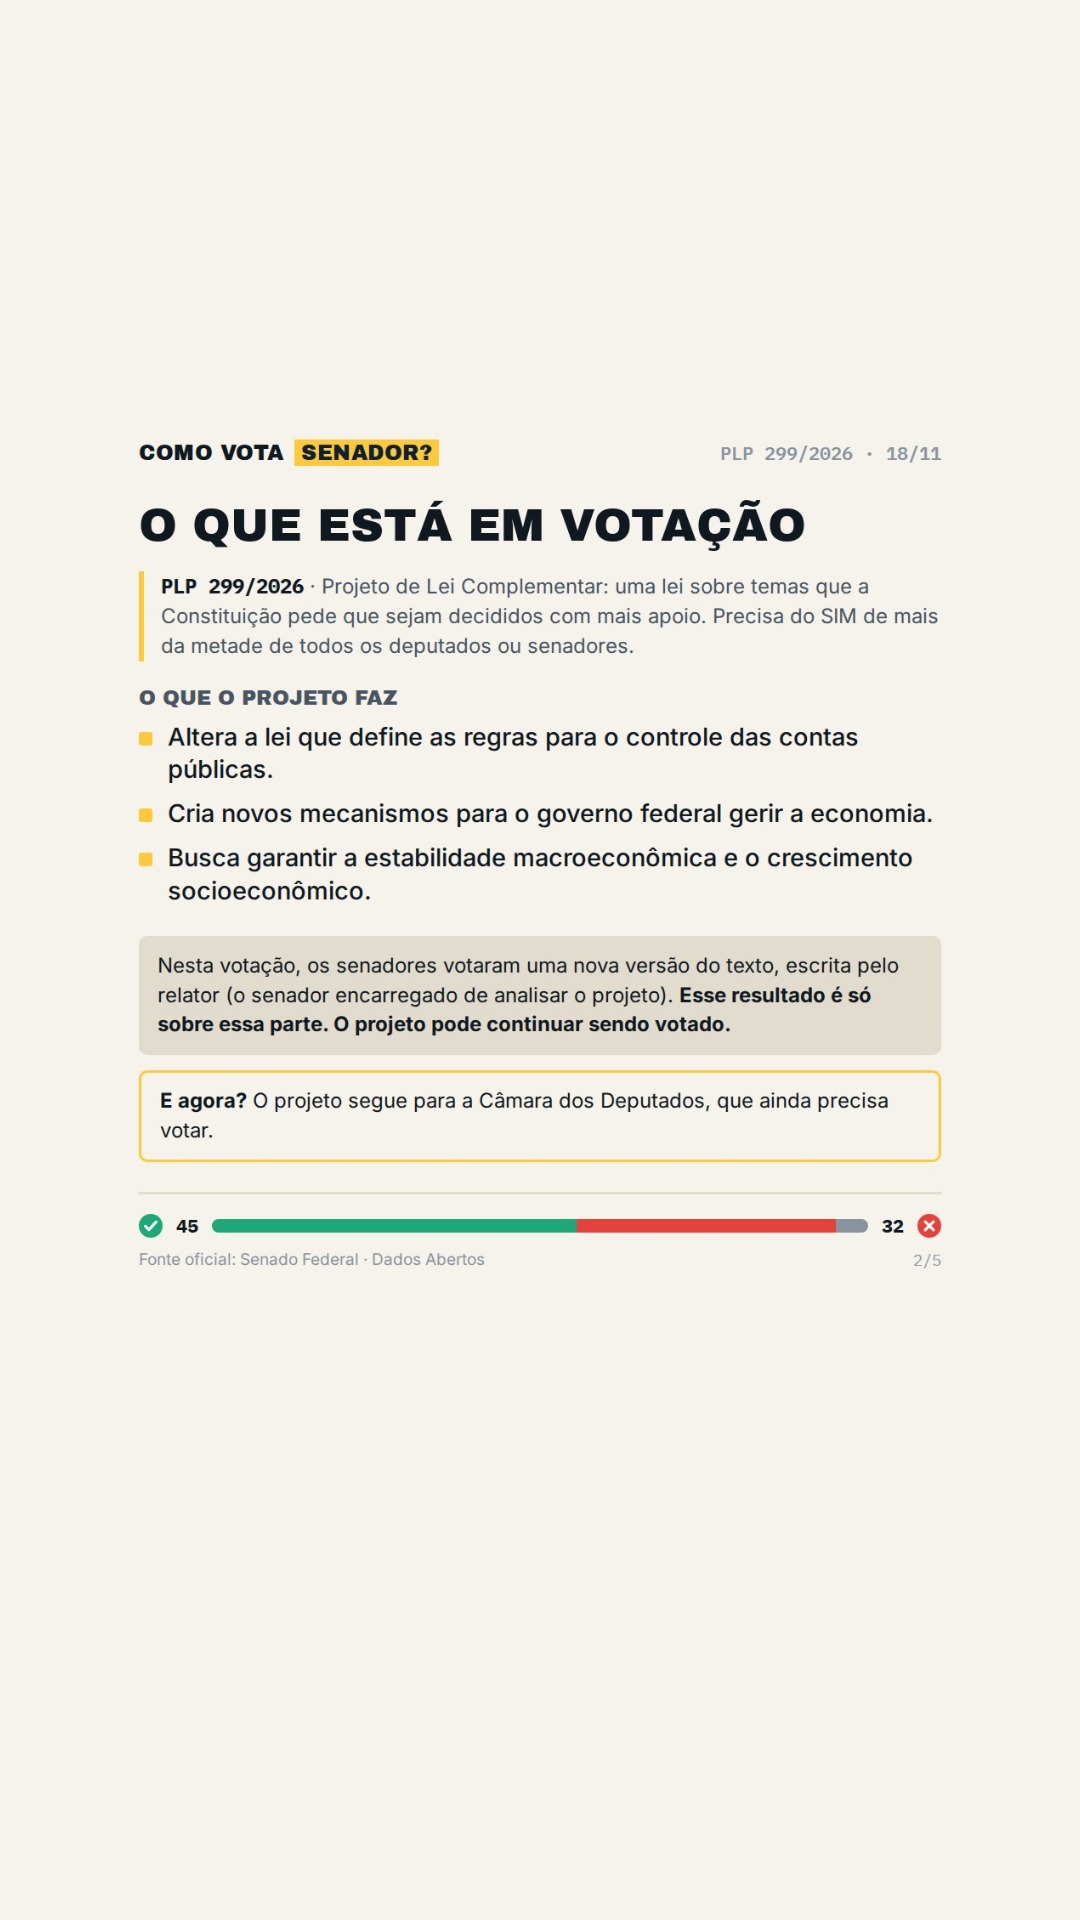 COMO VOTA SENADOR?
PLP 299/2026 · 18/11
O QUE ESTÁ EM VOTAÇÃO
PLP 299/2026 · Projeto de Lei Complementar: uma lei sobre temas que a
Constituição pede que sejam decididos com mais apoio. Precisa do SIM de mais
da metade de todos os deputados ou senadores.
O QUE O PROJETO FAZ
Altera a lei que define as regras para o controle das contas
públicas.
Cria novos mecanismos para o governo federal gerir a economia.
Busca garantir a estabilidade macroeconômica e o crescimento
socioeconômico.
Nesta votação, os senadores votaram uma nova versão do texto, escrita pelo
relator (o senador encarregado de analisar o projeto). Esse resultado é só
sobre essa parte. O projeto pode continuar sendo votado.
E agora? O projeto segue para a Câmara dos Deputados, que ainda precisa
votar.
45
32
Fonte oficial: Senado Federal · Dados Abertos
2/5